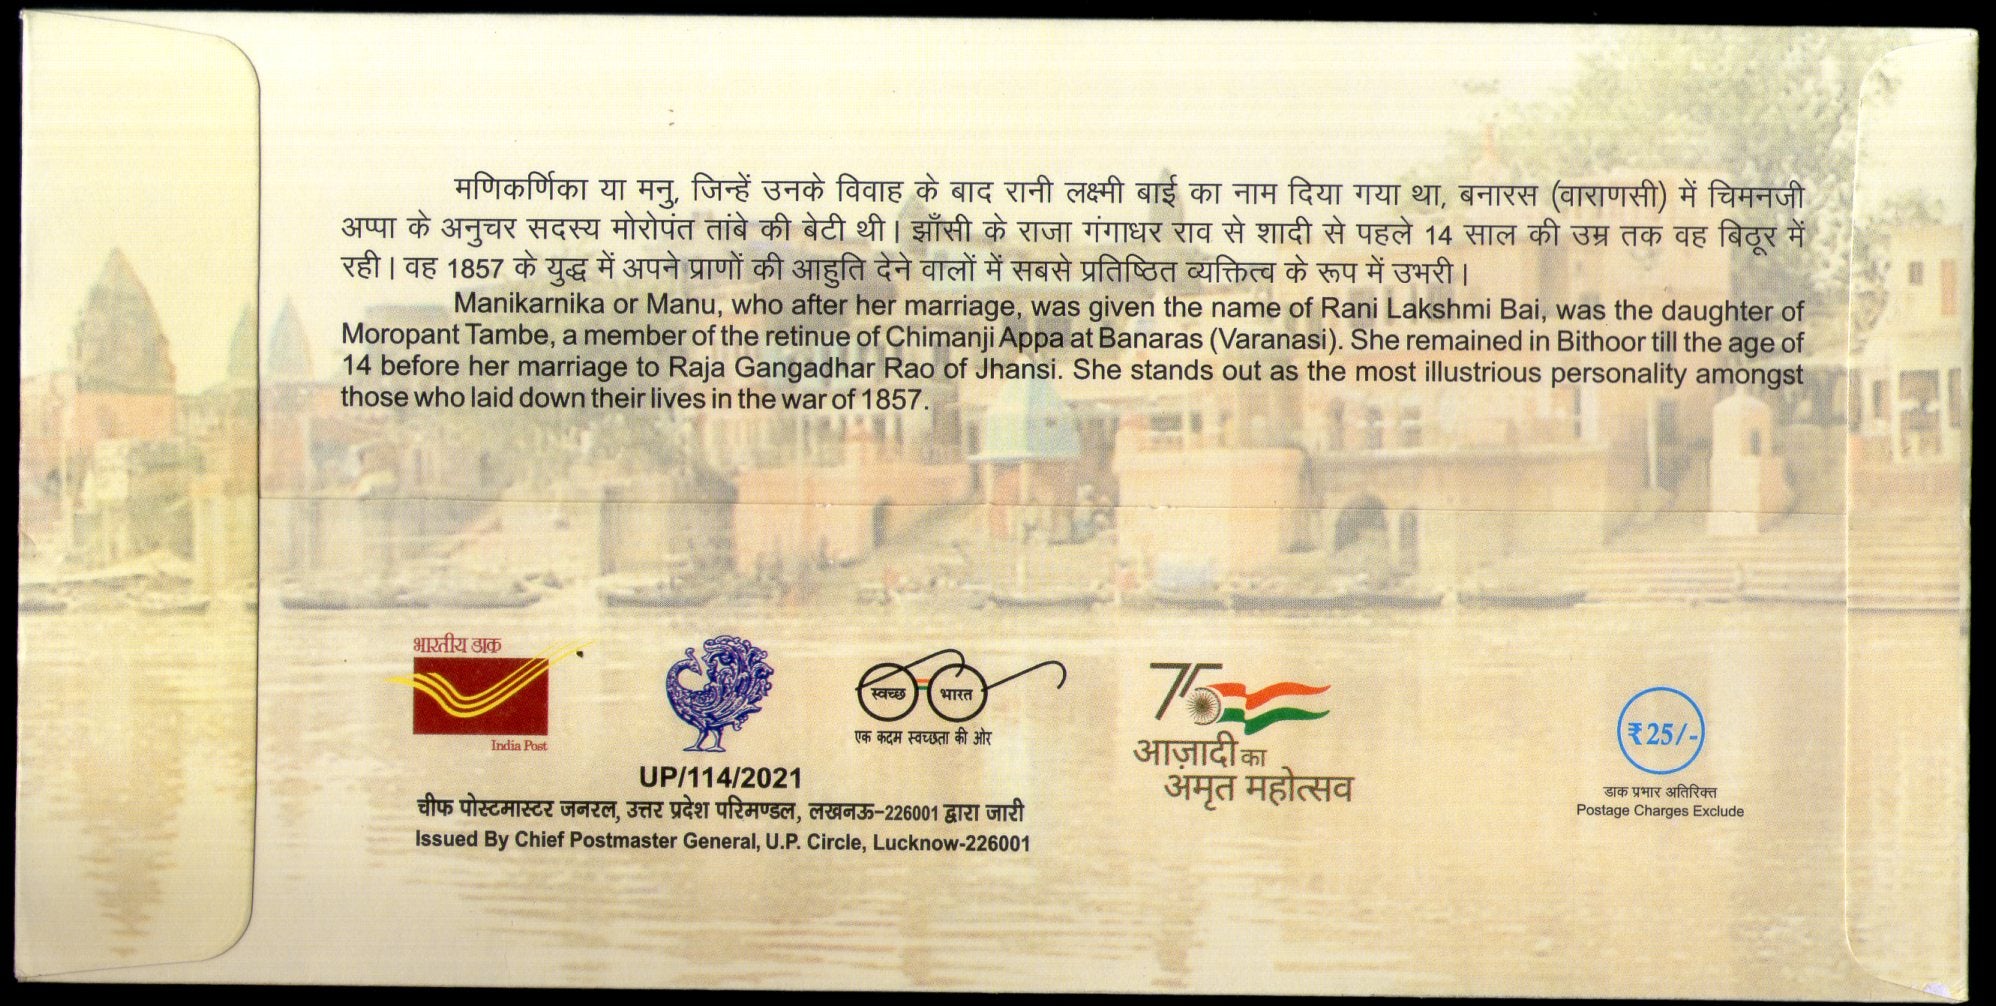 मणिकर्णिका या मनु, जिन्हें उनके विवाह के बाद रानी लक्ष्मी बाई का नाम दिया गया था, बनारस (वाराणसी) में चिमनजी
अप्पा के अनुचर सदस्य मोरोपंत तांबे की बेटी थी। झाँसी के राजा गंगाधर राव से शादी से पहले 14 साल की उम्र तक वह बिठूर में
रही। वह 1857 के युद्ध में अपने प्राणों की आहुति देने वालों में सबसे प्रतिष्ठित व्यक्तित्व के रूप में उभरी।
Manikarnika or Manu, who after her marriage, was given the name of Rani Lakshmi Bai, was the daughter of
Moropant Tambe, a member of the retinue of Chimanji Appa at Banaras (Varanasi). She remained in Bithoor till the age of
14 before her marriage to Raja Gangadhar Rao of Jhansi. She stands out as the most illustrious personality amongst
those who laid down their lives in the war of 1857.
भारतीय डाक
India Post
UP/114/2021
चीफ पोस्टमास्टर जनरल, उत्तर प्रदेश परिमण्डल, लखनऊ-226001 द्वारा जारी
Issued By Chief Postmaster General, U.P. Circle, Lucknow-226001
स्वच्छ भारत
एक कदम स्वच्छता की ओर
75
आज़ादी का
अमृत महोत्सव
₹25/-
डाक प्रभार अतिरिक्त
Postage Charges Exclude